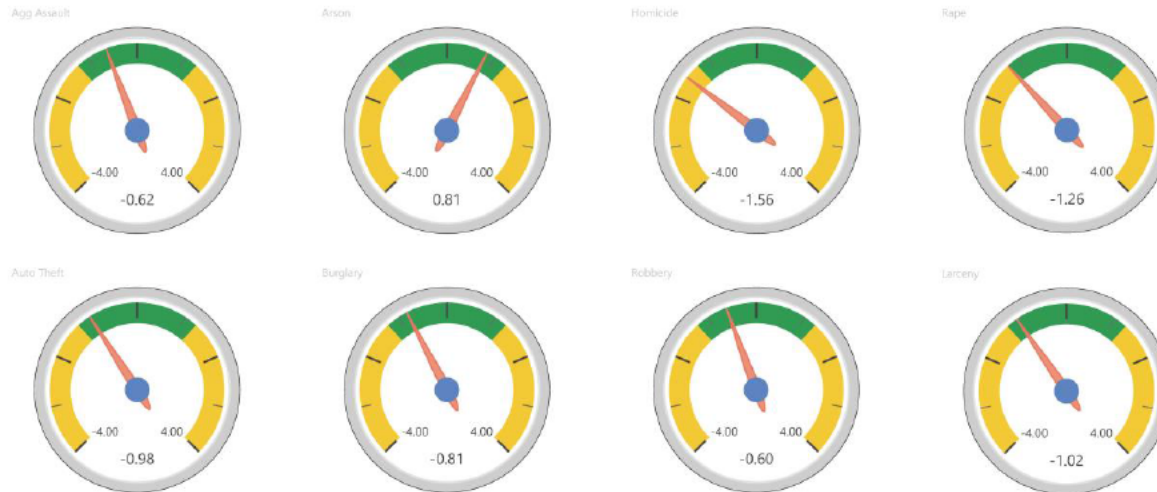 Agg Assault
-4.00 4.00
-0.62
Arson
-4.00 4.00
0.81
Homicide
-4.00 4.00
-1.56
Rape
-4.00 4.00
-1.26
Auto Theft
-4.00 4.00
-0.98
Burglary
-4.00 4.00
-0.81
Robbery
-4.00 4.00
-0.60
Larceny
-4.00 4.00
-1.02